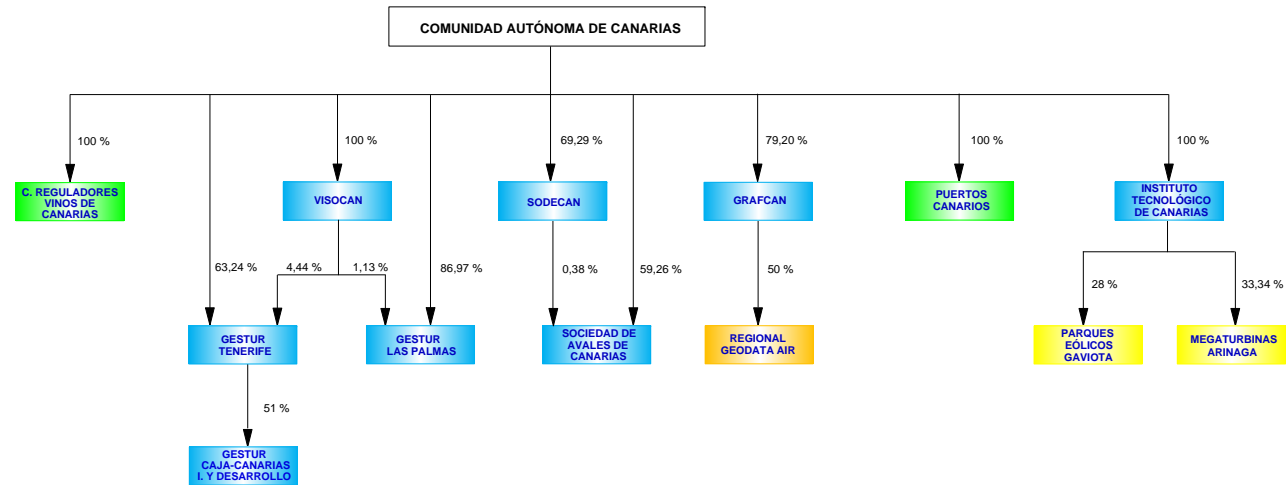 COMUNIDAD AUTÓNOMA DE CANARIAS
100 %
100 %
69,29 %
79,20 %
100 %
100 %
C. REGULADORES
VINOS DE
CANARIAS
VISOCAN
SODECAN
GRAFCAN
PUERTOS
CANARIOS
INSTITUTO
TECNOLÓGICO
DE CANARIAS
63,24 %
4,44 %
1,13 %
86,97 %
0,38 %
59,26 %
50 %
28 %
33,34 %
GESTUR
TENERIFE
GESTUR
LAS PALMAS
SOCIEDAD DE
AVALES DE
CANARIAS
REGIONAL
GEODATA AIR
PARQUES
EÓLICOS
GAVIOTA
MEGATURBINAS
ARINAGA
51 %
GESTUR
CAJA-CANARIAS
I. Y DESARROLLO